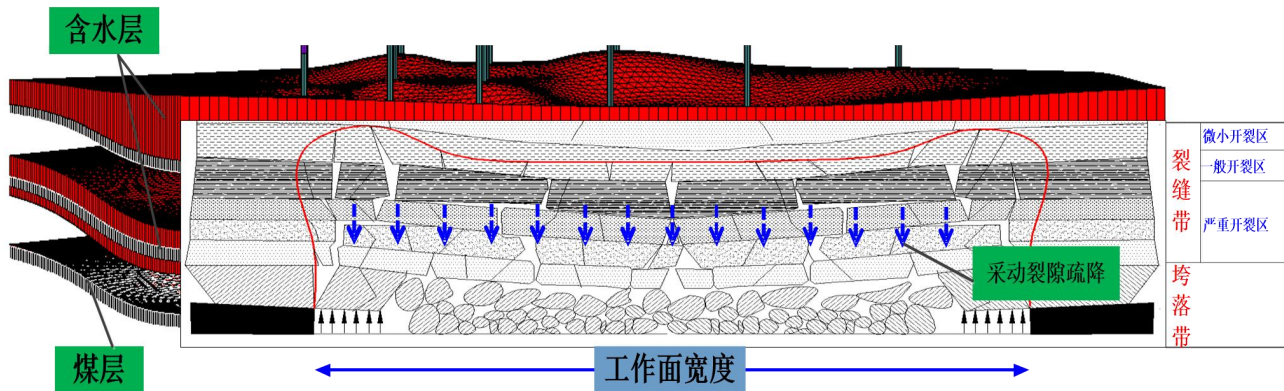 含水层
微小开裂区
一般开裂区
裂缝带
严重开裂区
采动裂隙疏降
垮落带
煤层
工作面宽度